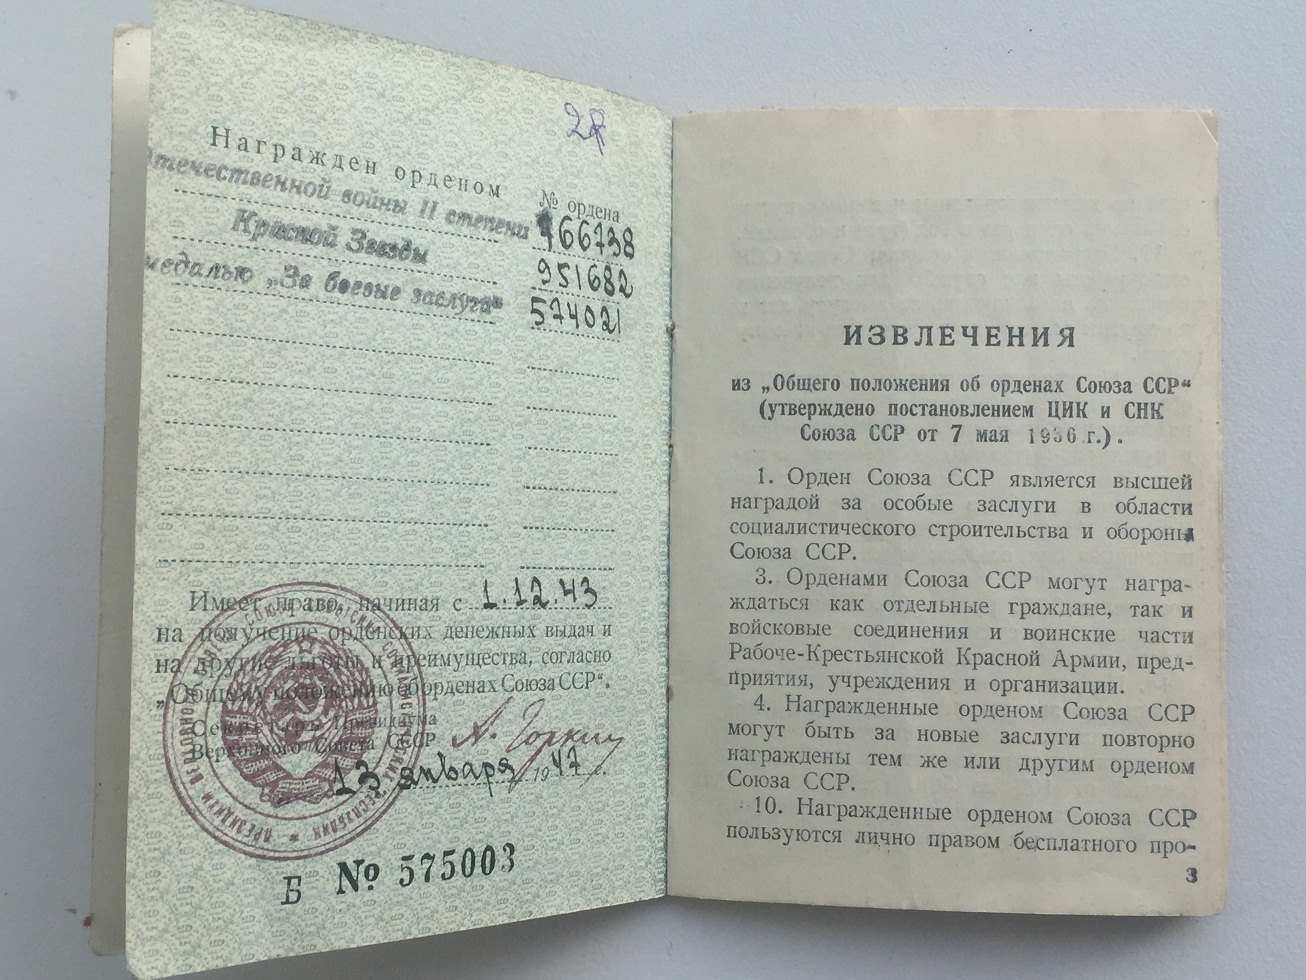 28
Награжден орденом
№ ордена
Отечественной войны II степени 766738
Красной Звезды 951682
медалью „За боевые заслуги“ 574021
Имеет право, начиная с 1.12.43
на получение орденских денежных выдач и
на другие льготы и преимущества, согласно
„Общему положению об орденах Союза ССР“.
Секретарь Президиума
Верховного Совета СССР А. Горкин
13 января 1947 г.
Б № 575003
ИЗВЛЕЧЕНИЯ
из „Общего положения об орденах Союза ССР“
(утверждено постановлением ЦИК и СНК
Союза ССР от 7 мая 1936 г.).
1. Орден Союза ССР является высшей
наградой за особые заслуги в области
социалистического строительства и обороны
Союза ССР.
3. Орденами Союза ССР могут награ-
ждаться как отдельные граждане, так и
войсковые соединения и воинские части
Рабоче-Крестьянской Красной Армии, пред-
приятия, учреждения и организации.
4. Награжденные орденом Союза ССР
могут быть за новые заслуги повторно
награждены тем же или другим орденом
Союза ССР.
10. Награжденные орденом Союза ССР
пользуются лично правом бесплатного про-
3